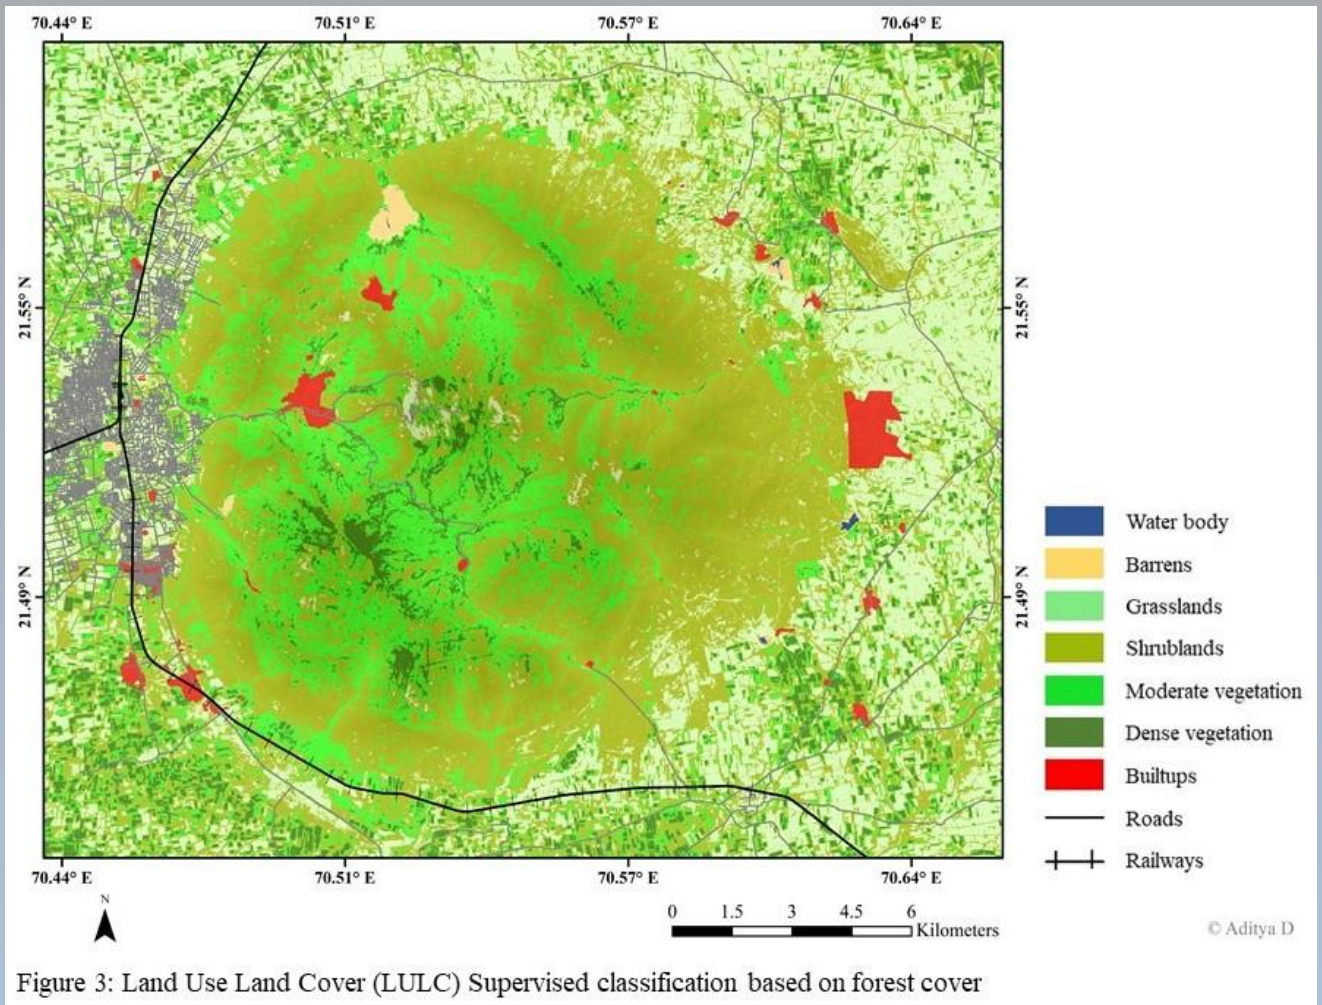 70.44° E 70.51° E 70.57° E 70.64° E
21.55° N 21.55° N
21.49° N 21.49° N
Water body
Barrens
Grasslands
Shrublands
Moderate vegetation
Dense vegetation
Builtups
Roads
Railways
70.44° E 70.51° E 70.57° E 70.64° E
N
0 1.5 3 4.5 6
Kilometers
© Aditya D
Figure 3: Land Use Land Cover (LULC) Supervised classification based on forest cover